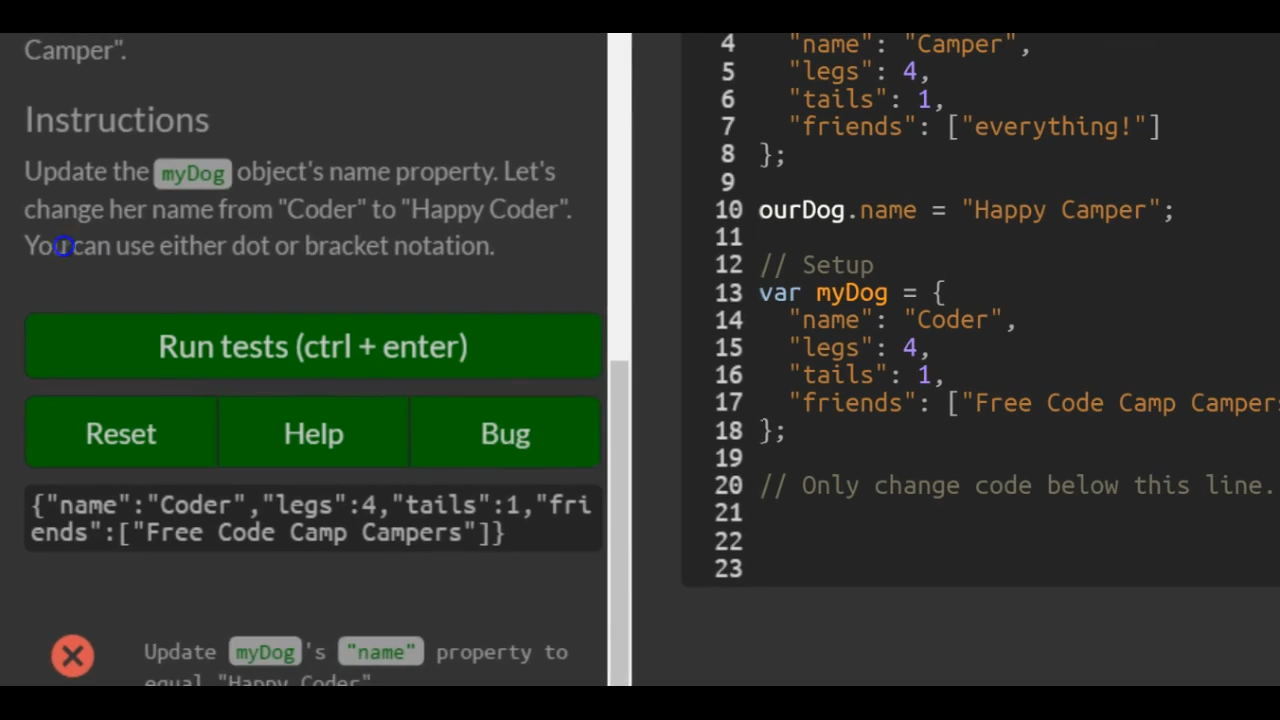 Camper".
Instructions
Update the myDog object's name property. Let's
change her name from "Coder" to "Happy Coder".
You can use either dot or bracket notation.
Run tests (ctrl + enter)
Reset Help Bug
{"name":"Coder","legs":4,"tails":1,"fri
ends":["Free Code Camp Campers"]}
Update myDog's "name" property to
equal "Happy Coder".
4 "name": "Camper",
5 "legs": 4,
6 "tails": 1,
7 "friends": ["everything!"]
8 };
9
10 ourDog.name = "Happy Camper";
11
12 // Setup
13 var myDog = {
14 "name": "Coder",
15 "legs": 4,
16 "tails": 1,
17 "friends": ["Free Code Camp Campers
18 };
19
20 // Only change code below this line.
21
22
23